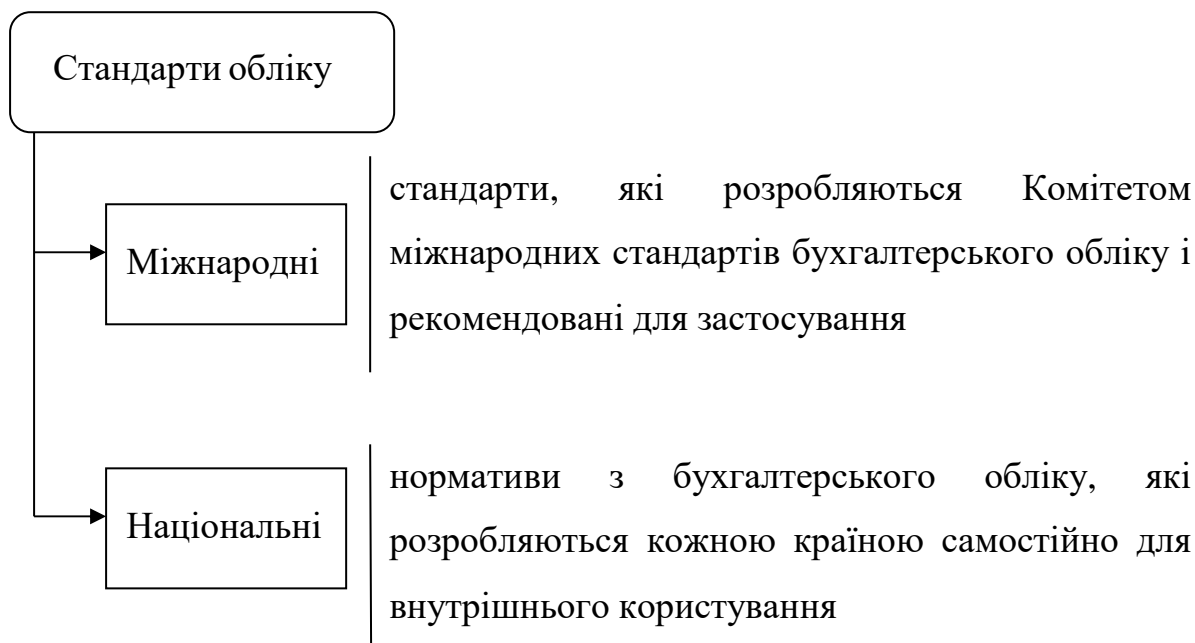 Стандарти обліку
Міжнародні
стандарти, які розробляються Комітетом
міжнародних стандартів бухгалтерського обліку і
рекомендовані для застосування
Національні
нормативи з бухгалтерського обліку, які
розробляються кожною країною самостійно для
внутрішнього користування